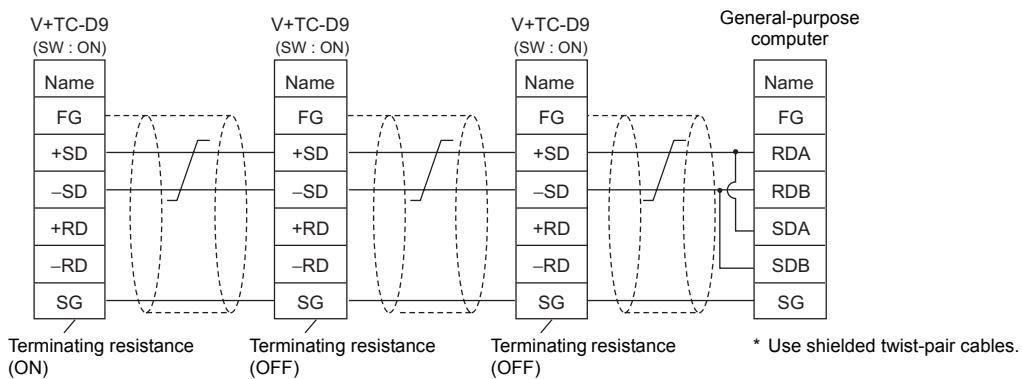 V+TC-D9
(SW : ON)
Name
FG
+SD
–SD
+RD
–RD
SG
Terminating resistance
(ON)
V+TC-D9
(SW : ON)
Name
FG
+SD
–SD
+RD
–RD
SG
Terminating resistance
(OFF)
V+TC-D9
(SW : ON)
Name
FG
+SD
–SD
+RD
–RD
SG
Terminating resistance
(OFF)
General-purpose
computer
Name
FG
RDA
RDB
SDA
SDB
SG
* Use shielded twist-pair cables.